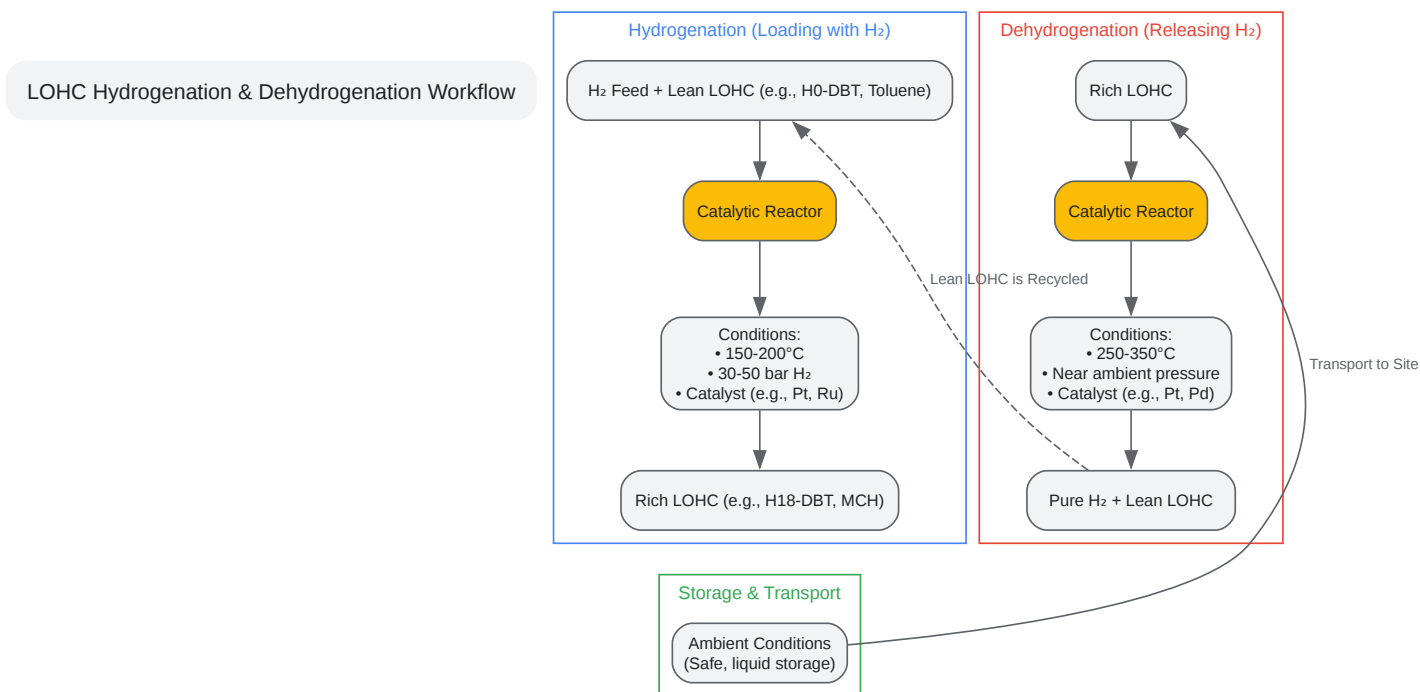 LOHC Hydrogenation & Dehydrogenation Workflow
Hydrogenation (Loading with H₂)
H₂ Feed + Lean LOHC (e.g., H0-DBT, Toluene)
Catalytic Reactor
Conditions:
• 150-200°C
• 30-50 bar H₂
• Catalyst (e.g., Pt, Ru)
Rich LOHC (e.g., H18-DBT, MCH)
Dehydrogenation (Releasing H₂)
Rich LOHC
Catalytic Reactor
Lean LOHC is Recycled
Conditions:
• 250-350°C
• Near ambient pressure
• Catalyst (e.g., Pt, Pd)
Transport to Site
Pure H₂ + Lean LOHC
Storage & Transport
Ambient Conditions
(Safe, liquid storage)